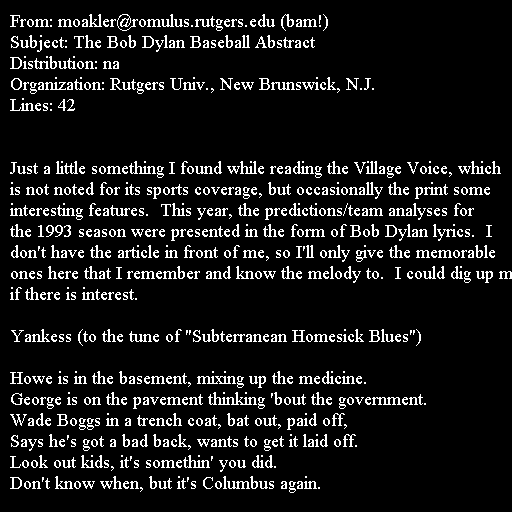 From: moakler@romulus.rutgers.edu (bam!)
Subject: The Bob Dylan Baseball Abstract
Distribution: na
Organization: Rutgers Univ., New Brunswick, N.J.
Lines: 42
Just a little something I found while reading the Village Voice, which
is not noted for its sports coverage, but occasionally the print some
interesting features.  This year, the predictions/team analyses for
the 1993 season were presented in the form of Bob Dylan lyrics.  I
don't have the article in front of me, so I'll only give the memorable
ones here that I remember and know the melody to.  I could dig up m
if there is interest.
Yankess (to the tune of "Subterranean Homesick Blues")
Howe is in the basement, mixing up the medicine.
George is on the pavement thinking 'bout the government.
Wade Boggs in a trench coat, bat out, paid off,
Says he's got a bad back, wants to get it laid off.
Look out kids, it's somethin' you did.
Don't know when, but it's Columbus again.